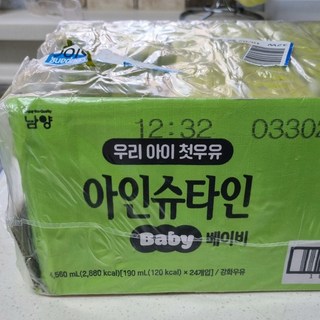 남양
12:32 03302
우리 아이 첫우유
아인슈타인
Baby 베이비
4,560 mL(2,880 kcal)[190 mL(120 kcal) × 24개입] / 강화우유